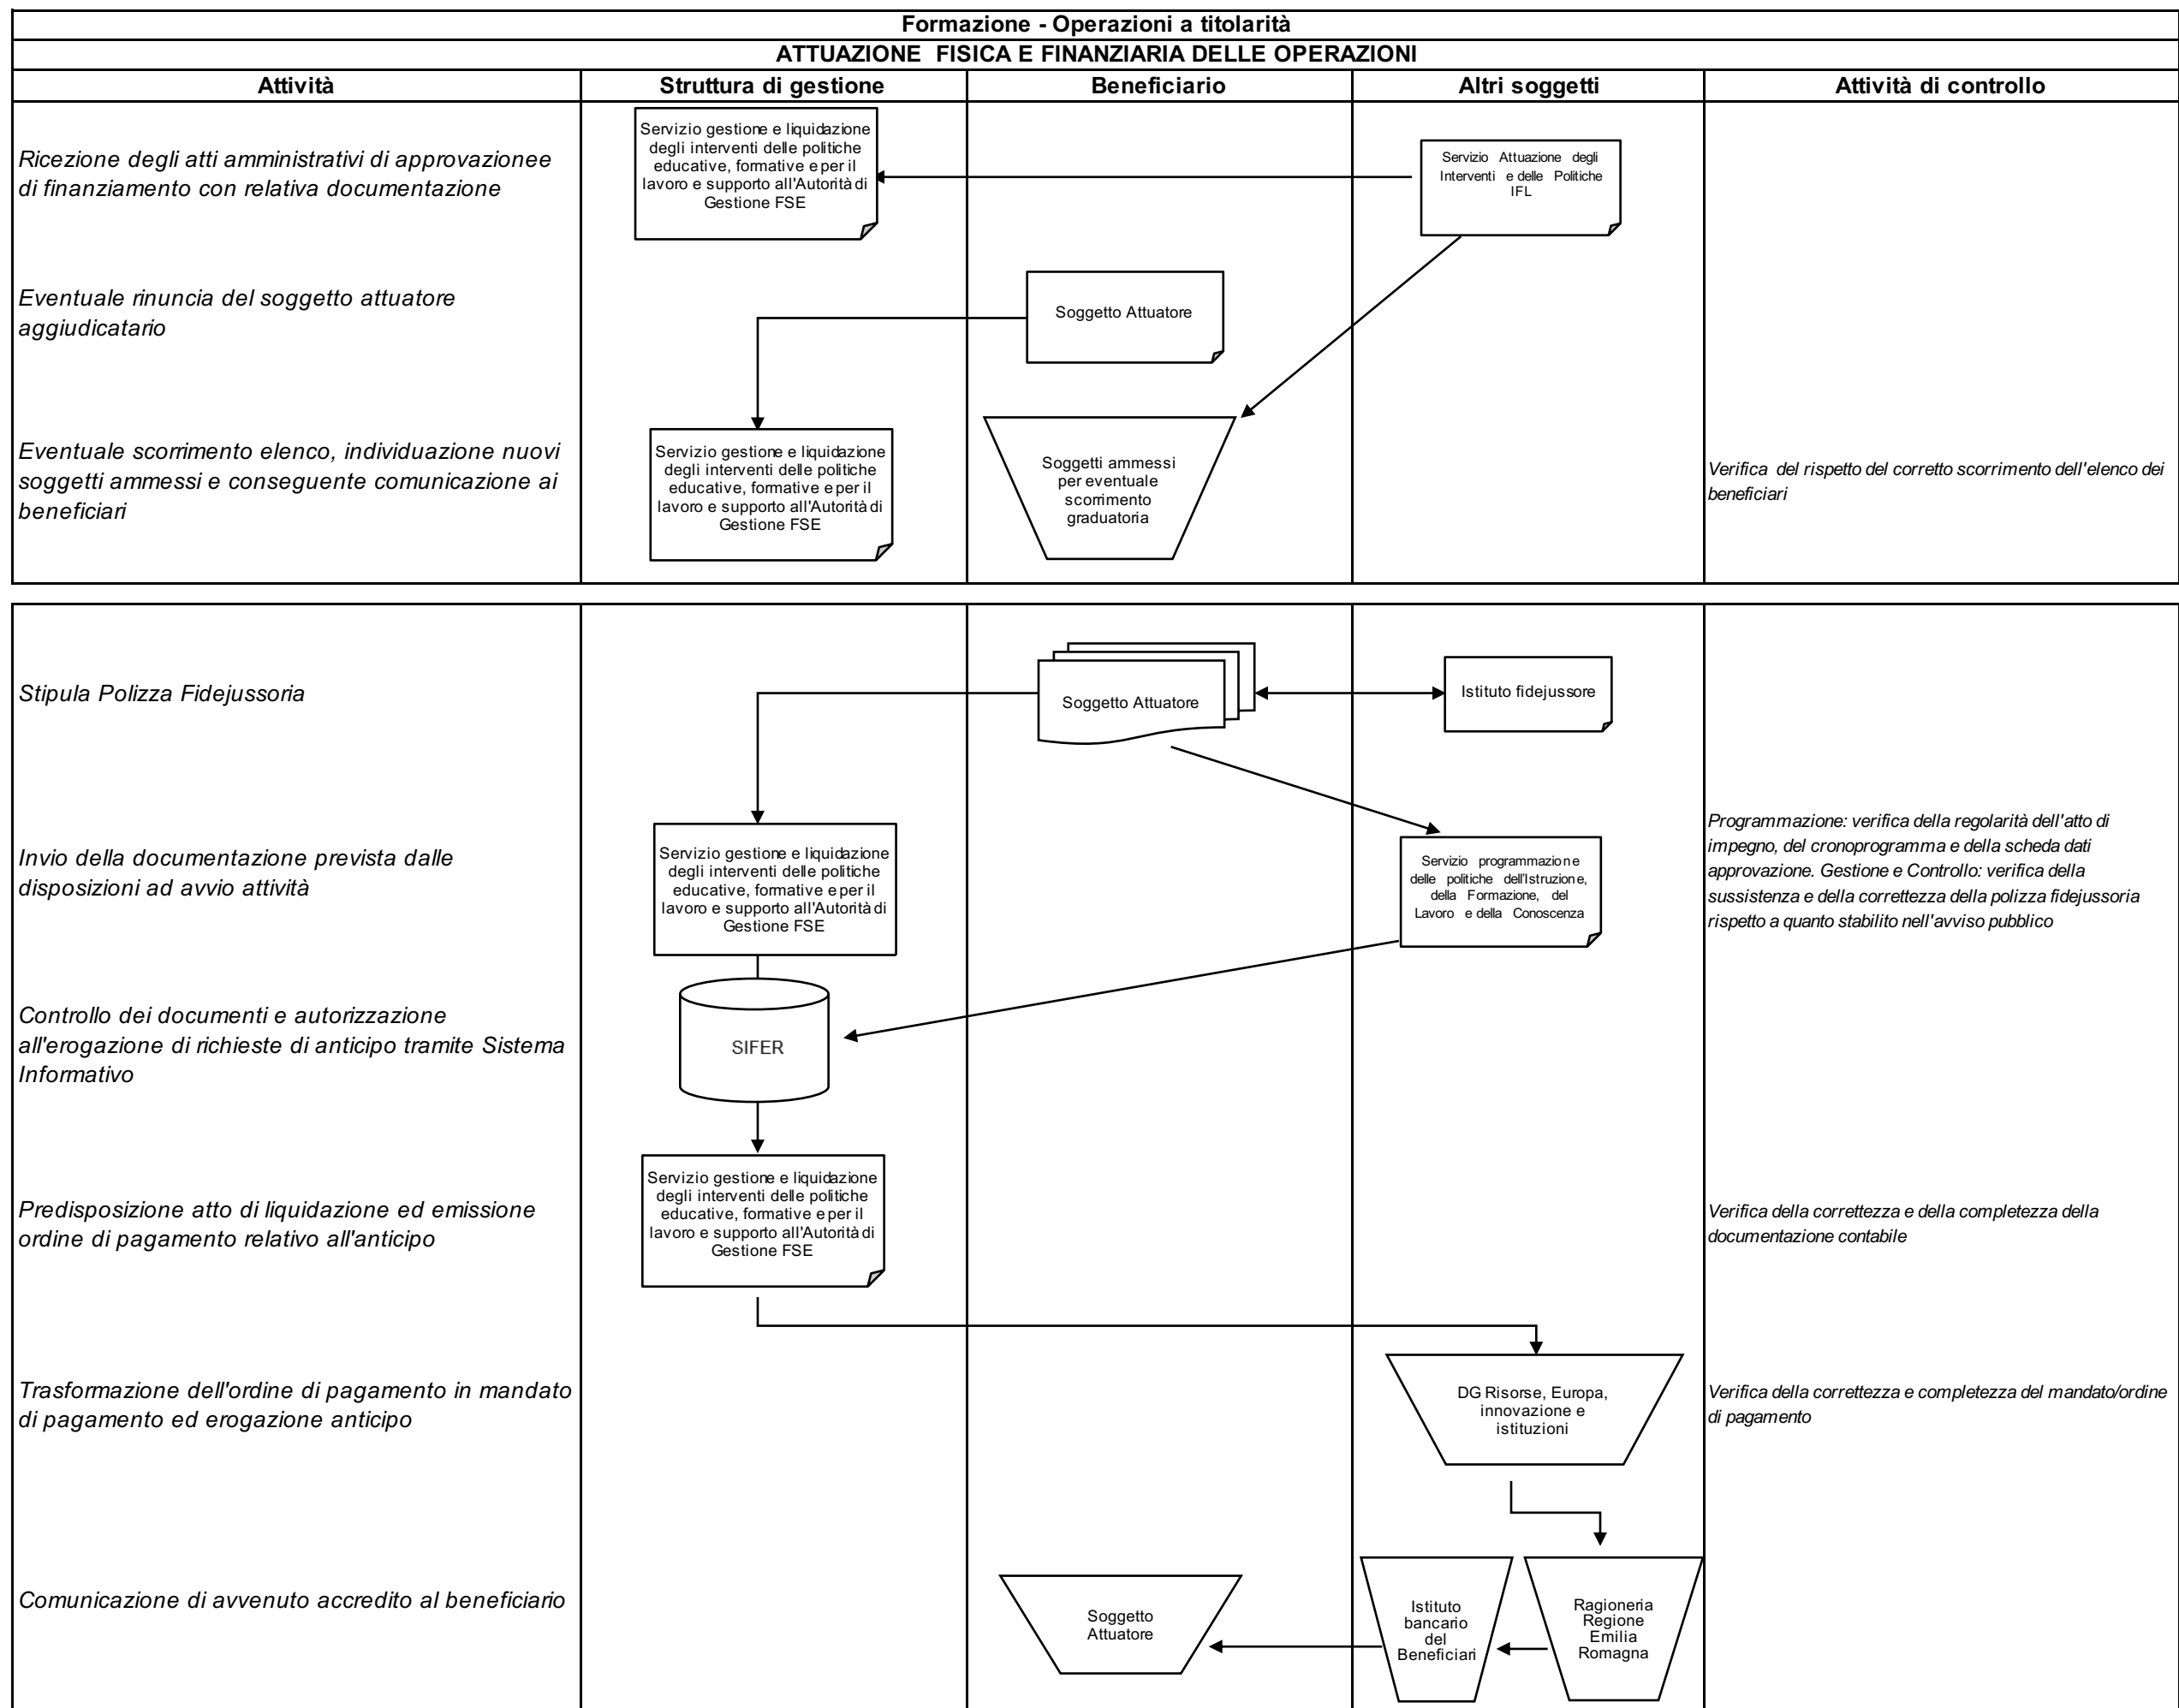 Formazione - Operazioni a titolarità
ATTUAZIONE FISICA E FINANZIARIA DELLE OPERAZIONI
Attività
Struttura di gestione
Beneficiario
Altri soggetti
Attività di controllo
Ricezione degli atti amministrativi di approvazionee
di finanziamento con relativa documentazione
Servizio gestione e liquidazione
degli interventi delle politiche
educative, formative e per il
lavoro e supporto all'Autorità di
Gestione FSE
Servizio Attuazione degli
Interventi e delle Politiche
IFL
Eventuale rinuncia del soggetto attuatore
aggiudicatario
Soggetto Attuatore
Eventuale scorrimento elenco, individuazione nuovi
soggetti ammessi e conseguente comunicazione ai
beneficiari
Servizio gestione e liquidazione
degli interventi delle politiche
educative, formative e per il
lavoro e supporto all'Autorità di
Gestione FSE
Soggetti ammessi
per eventuale
scorrimento
graduatoria
Verifica del rispetto del corretto scorrimento dell'elenco dei
beneficiari
Stipula Polizza Fidejussoria
Soggetto Attuatore
Istituto fidejussore
Invio della documentazione prevista dalle
disposizioni ad avvio attività
Servizio gestione e liquidazione
degli interventi delle politiche
educative, formative e per il
lavoro e supporto all'Autorità di
Gestione FSE
Servizio programmazione
delle politiche dell'Istruzione,
della Formazione, del
Lavoro e della Conoscenza
Programmazione: verifica della regolarità dell'atto di
impegno, del cronoprogramma e della scheda dati
approvazione. Gestione e Controllo: verifica della
sussistenza e della correttezza della polizza fidejussoria
rispetto a quanto stabilito nell'avviso pubblico
Controllo dei documenti e autorizzazione
all'erogazione di richieste di anticipo tramite Sistema
Informativo
SIFER
Predisposizione atto di liquidazione ed emissione
ordine di pagamento relativo all'anticipo
Servizio gestione e liquidazione
degli interventi delle politiche
educative, formative e per il
lavoro e supporto all'Autorità di
Gestione FSE
Verifica della correttezza e della completezza della
documentazione contabile
Trasformazione dell'ordine di pagamento in mandato
di pagamento ed erogazione anticipo
DG Risorse, Europa,
innovazione e
istituzioni
Verifica della correttezza e completezza del mandato/ordine
di pagamento
Comunicazione di avvenuto accredito al beneficiario
Soggetto
Attuatore
Istituto
bancario
del
Beneficiari
Ragioneria
Regione
Emilia
Romagna